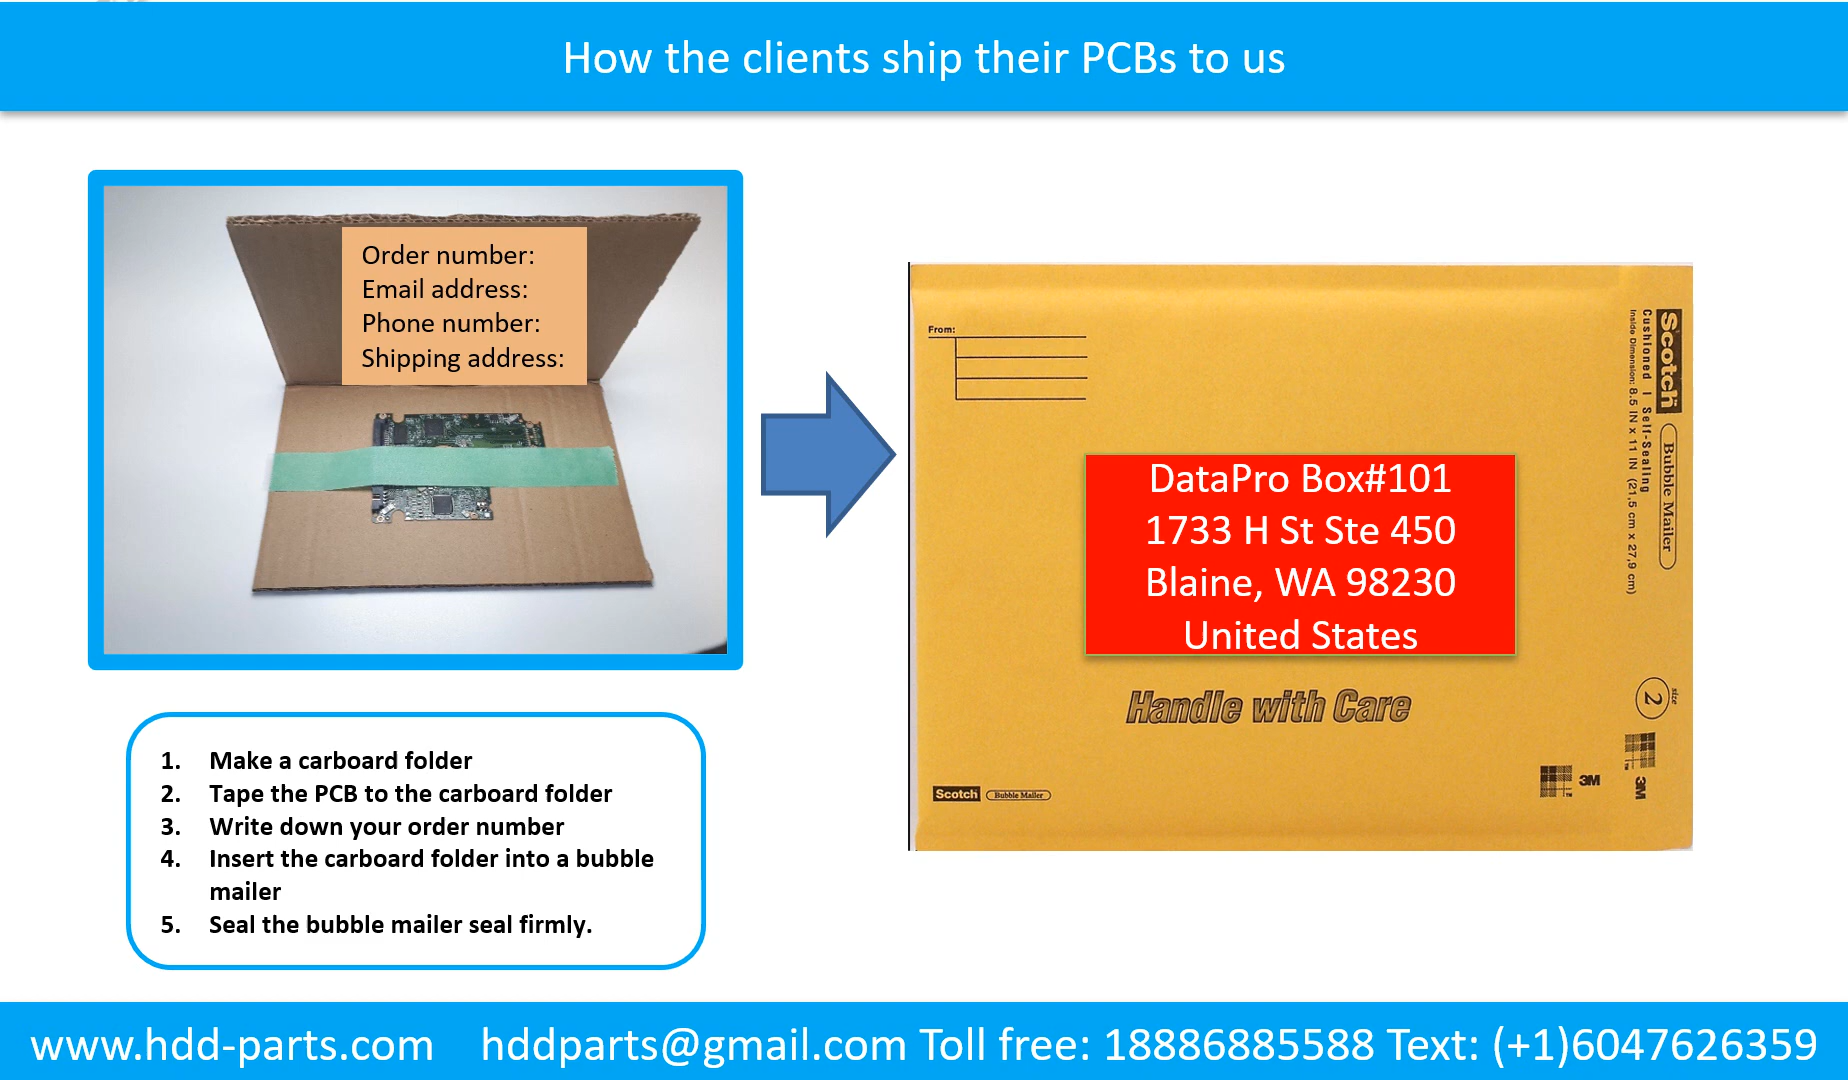 How the clients ship their PCBs to us
Order number:
Email address:
Phone number:
Shipping address:
1. Make a carboard folder
2. Tape the PCB to the carboard folder
3. Write down your order number
4. Insert the carboard folder into a bubble
mailer
5. Seal the bubble mailer seal firmly.
From:
DataPro Box#101
1733 H St Ste 450
Blaine, WA 98230
United States
Handle with Care
Scotch Bubble Mailer
Scotch Bubble Mailer
Cushioned | Self-Sealing
Inside Dimension: 8.5 IN x 11 IN (21,5 cm x 27,9 cm)
size
2
3M
3M
www.hdd-parts.com hddparts@gmail.com Toll free: 18886885588 Text: (+1)6047626359